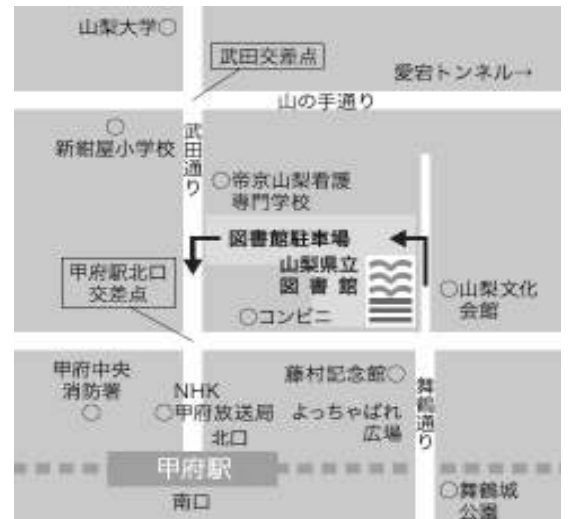 山梨大学○
武田交差点
愛宕トンネル→
山の手通り
○
新紺屋小学校
武田通り
○帝京山梨看護
専門学校
図書館駐車場
甲府駅北口
交差点
山梨県立
図書館
○コンビニ
○山梨文化
会館
甲府中央
消防署
○
NHK
○甲府放送局
北口
藤村記念館○
よっちゃばれ
広場
舞鶴通り
甲府駅
南口
○舞鶴城
公園